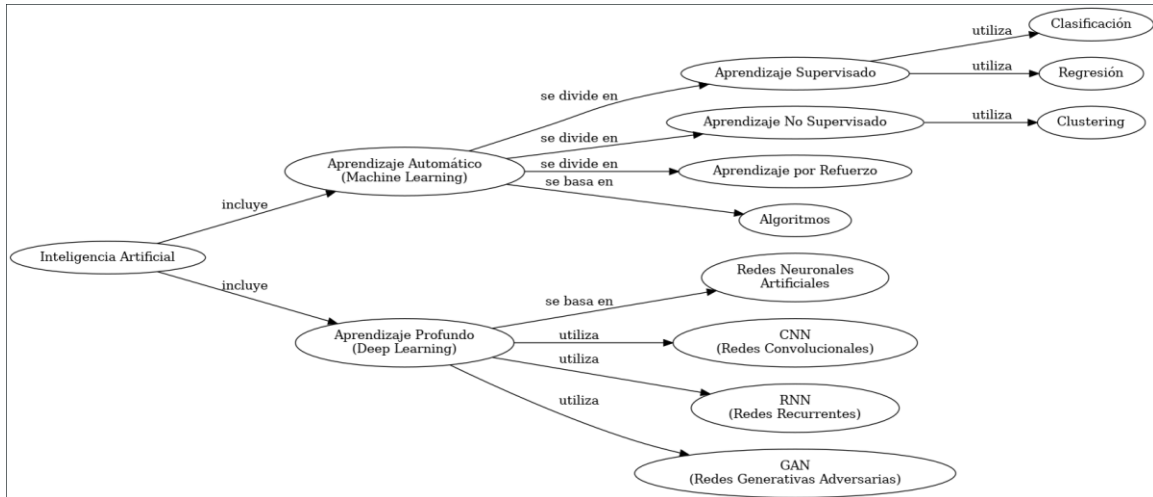 Inteligencia Artificial
incluye
incluye
Aprendizaje Automático
(Machine Learning)
se divide en
se divide en
se divide en
se basa en
Aprendizaje Supervisado
utiliza
utiliza
Clasificación
Regresión
Aprendizaje No Supervisado
utiliza
Clustering
Aprendizaje por Refuerzo
Algoritmos
Aprendizaje Profundo
(Deep Learning)
se basa en
utiliza
utiliza
utiliza
Redes Neuronales
Artificiales
CNN
(Redes Convolucionales)
RNN
(Redes Recurrentes)
GAN
(Redes Generativas Adversarias)